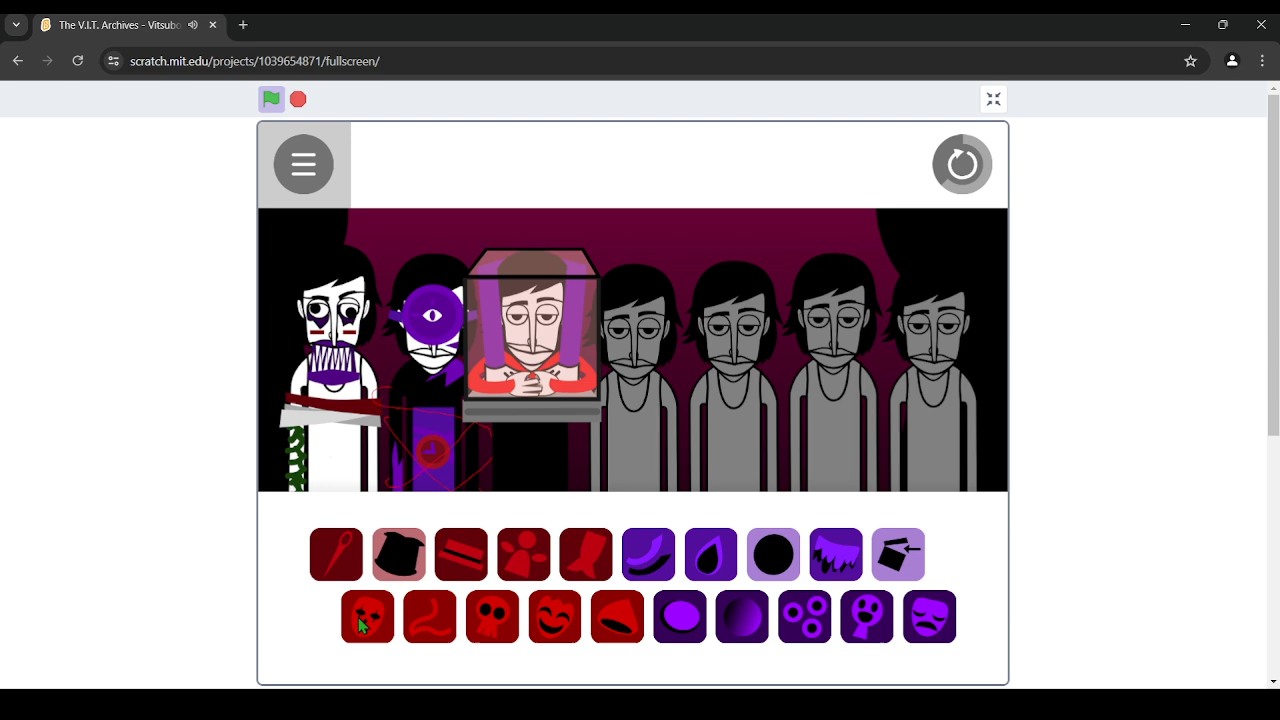 The V.I.T. Archives - Vitsubo
scratch.mit.edu/projects/1039654871/fullscreen/